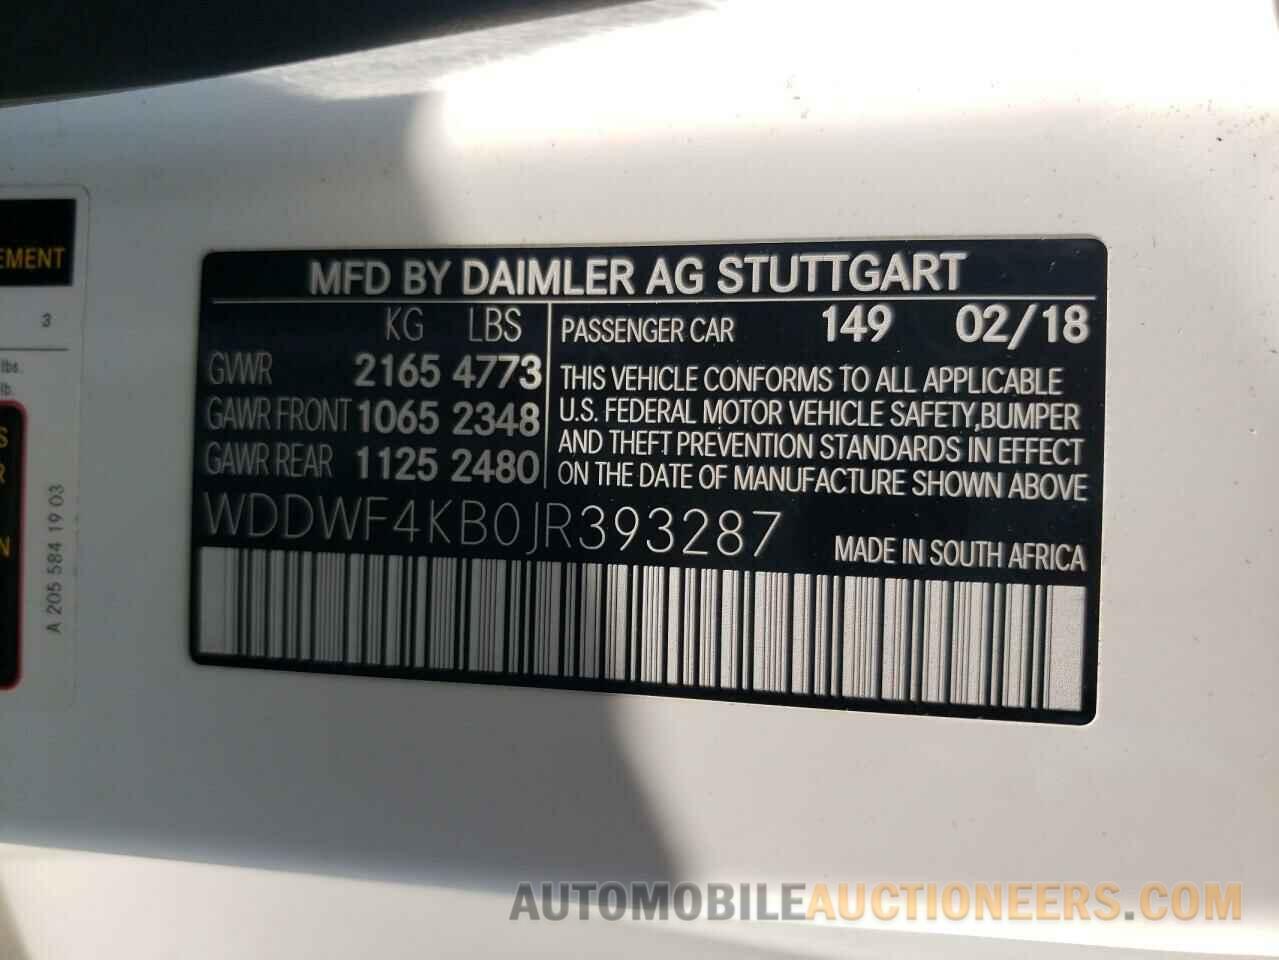 MFD BY DAIMLER AG STUTTGART
KG LBS
GVWR 2165 4773
GAWR FRONT 1065 2348
GAWR REAR 1125 2480
PASSENGER CAR 149 02/18
THIS VEHICLE CONFORMS TO ALL APPLICABLE
U.S. FEDERAL MOTOR VEHICLE SAFETY,BUMPER
AND THEFT PREVENTION STANDARDS IN EFFECT
ON THE DATE OF MANUFACTURE SHOWN ABOVE
WDDWF4KB0JR393287
MADE IN SOUTH AFRICA
EMENT
3
lbs.
lb.
S
R
N
A 205 584 19 03
AUTOMOBILEAUCTIONEERS.COM